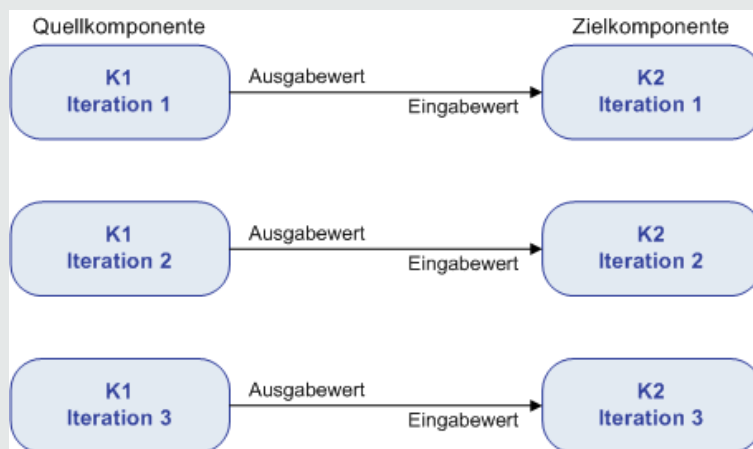 Quellkomponente
Zielkomponente
K1
Iteration 1
Ausgabewert
Eingabewert
K2
Iteration 1
K1
Iteration 2
Ausgabewert
Eingabewert
K2
Iteration 2
K1
Iteration 3
Ausgabewert
Eingabewert
K2
Iteration 3